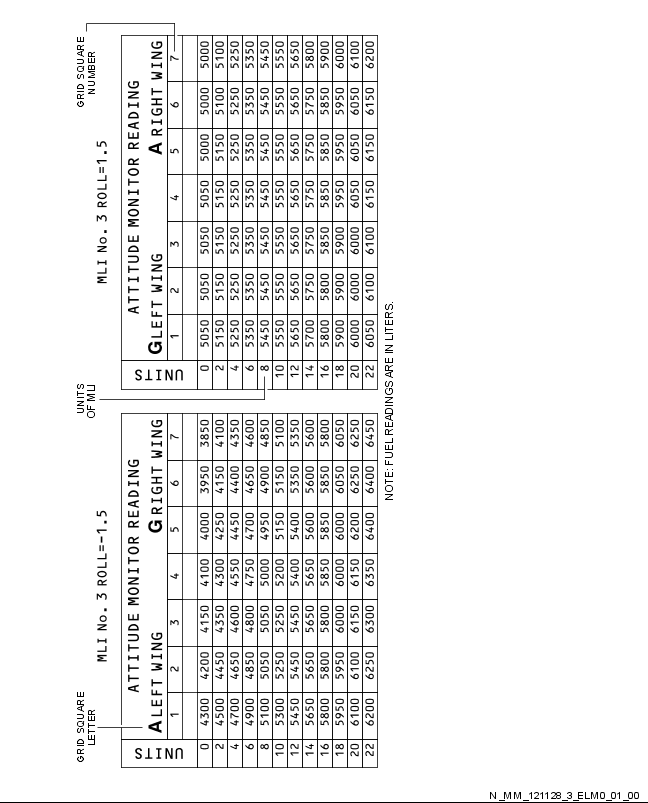 GRID SQUARE
LETTER
MLI No. 3 ROLL=-1.5
ATTITUDE MONITOR READING
UNITS
A LEFT WING G RIGHT WING
1 2 3 4 5 6 7
0 4300 4200 4150 4100 4000 3950 3850
2 4500 4450 4350 4300 4250 4150 4100
4 4700 4650 4600 4550 4450 4400 4350
6 4900 4850 4800 4750 4700 4650 4600
8 5100 5050 5050 5000 4950 4900 4850
10 5300 5250 5250 5200 5150 5150 5100
12 5450 5450 5450 5400 5400 5350 5350
14 5650 5650 5650 5650 5600 5600 5600
16 5800 5800 5800 5850 5850 5850 5800
18 5950 5950 6000 6000 6000 6050 6050
20 6100 6100 6150 6150 6200 6250 6250
22 6200 6250 6300 6350 6400 6400 6450
UNITS
OF MLI
GRID SQUARE
NUMBER
MLI No. 3 ROLL=1.5
ATTITUDE MONITOR READING
UNITS
G LEFT WING A RIGHT WING
1 2 3 4 5 6 7
0 5050 5050 5050 5050 5000 5000 5000
2 5150 5150 5150 5150 5150 5100 5100
4 5250 5250 5250 5250 5250 5250 5250
6 5350 5350 5350 5350 5350 5350 5350
8 5450 5450 5450 5450 5450 5450 5450
10 5550 5550 5550 5550 5550 5550 5550
12 5650 5650 5650 5650 5650 5650 5650
14 5700 5750 5750 5750 5750 5750 5800
16 5800 5800 5850 5850 5850 5850 5900
18 5900 5900 5900 5950 5950 5950 6000
20 6000 6000 6000 6050 6050 6050 6100
22 6050 6100 6100 6150 6150 6150 6200
NOTE: FUEL READINGS ARE IN LITERS.
N_MM_121128_3_ELM0_01_00